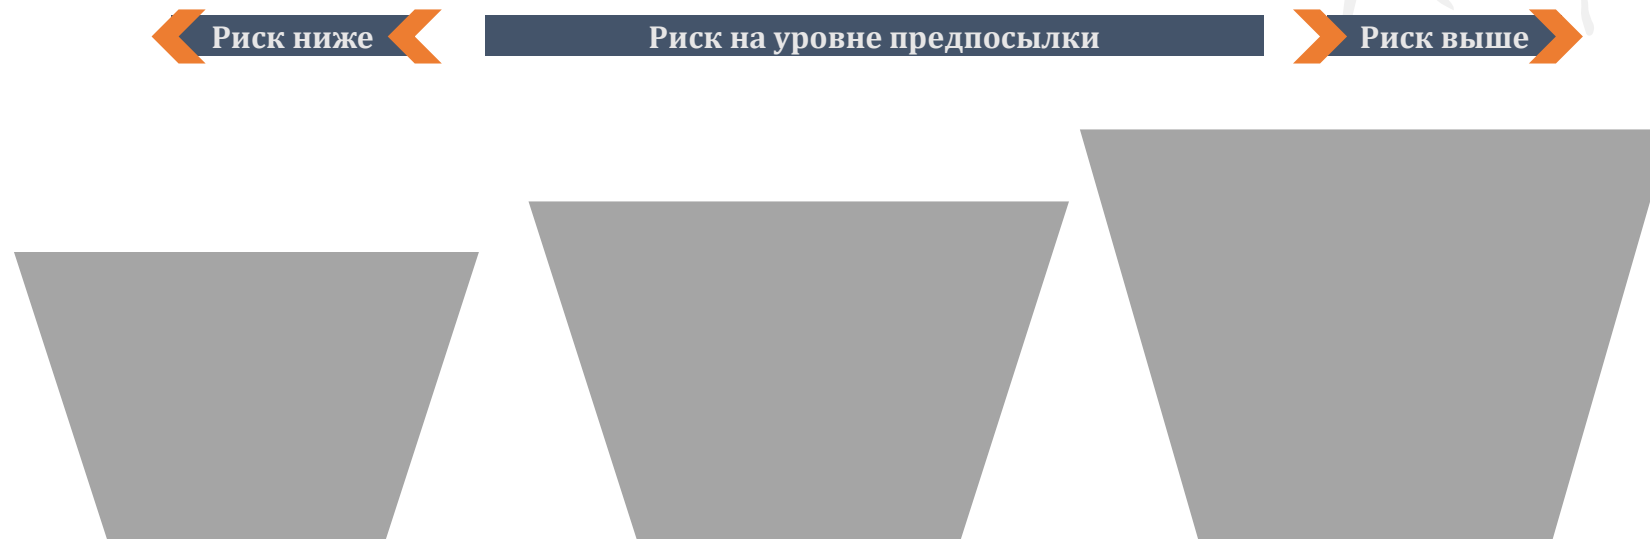 Риск ниже
Риск на уровне предпосылки
Риск выше